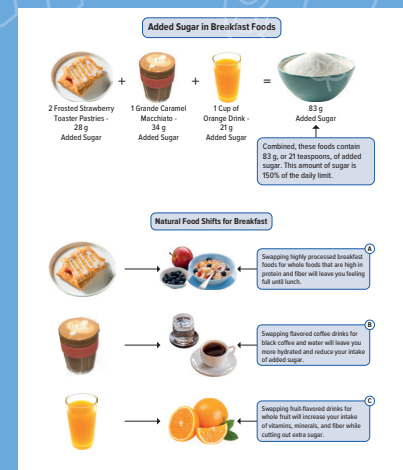 Added Sugar in Breakfast Foods
+
+
=
2 Frosted Strawberry
Toaster Pastries -
28 g
Added Sugar
1 Grande Caramel
Macchiato -
34 g
Added Sugar
1 Cup of
Orange Drink -
21 g
Added Sugar
83 g
Added Sugar
Combined, these foods contain
83 g, or 21 teaspoons, of added
sugar. This amount of sugar is
150% of the daily limit.
Natural Food Shifts for Breakfast
A
Swapping highly processed breakfast
foods for whole foods that are high in
protein and fiber will leave you feeling
full until lunch.
B
Swapping flavored coffee drinks for
black coffee and water will leave you
more hydrated and reduce your intake
of added sugar.
C
Swapping fruit-flavored drinks for
whole fruit will increase your intake
of vitamins, minerals, and fiber while
cutting out extra sugar.